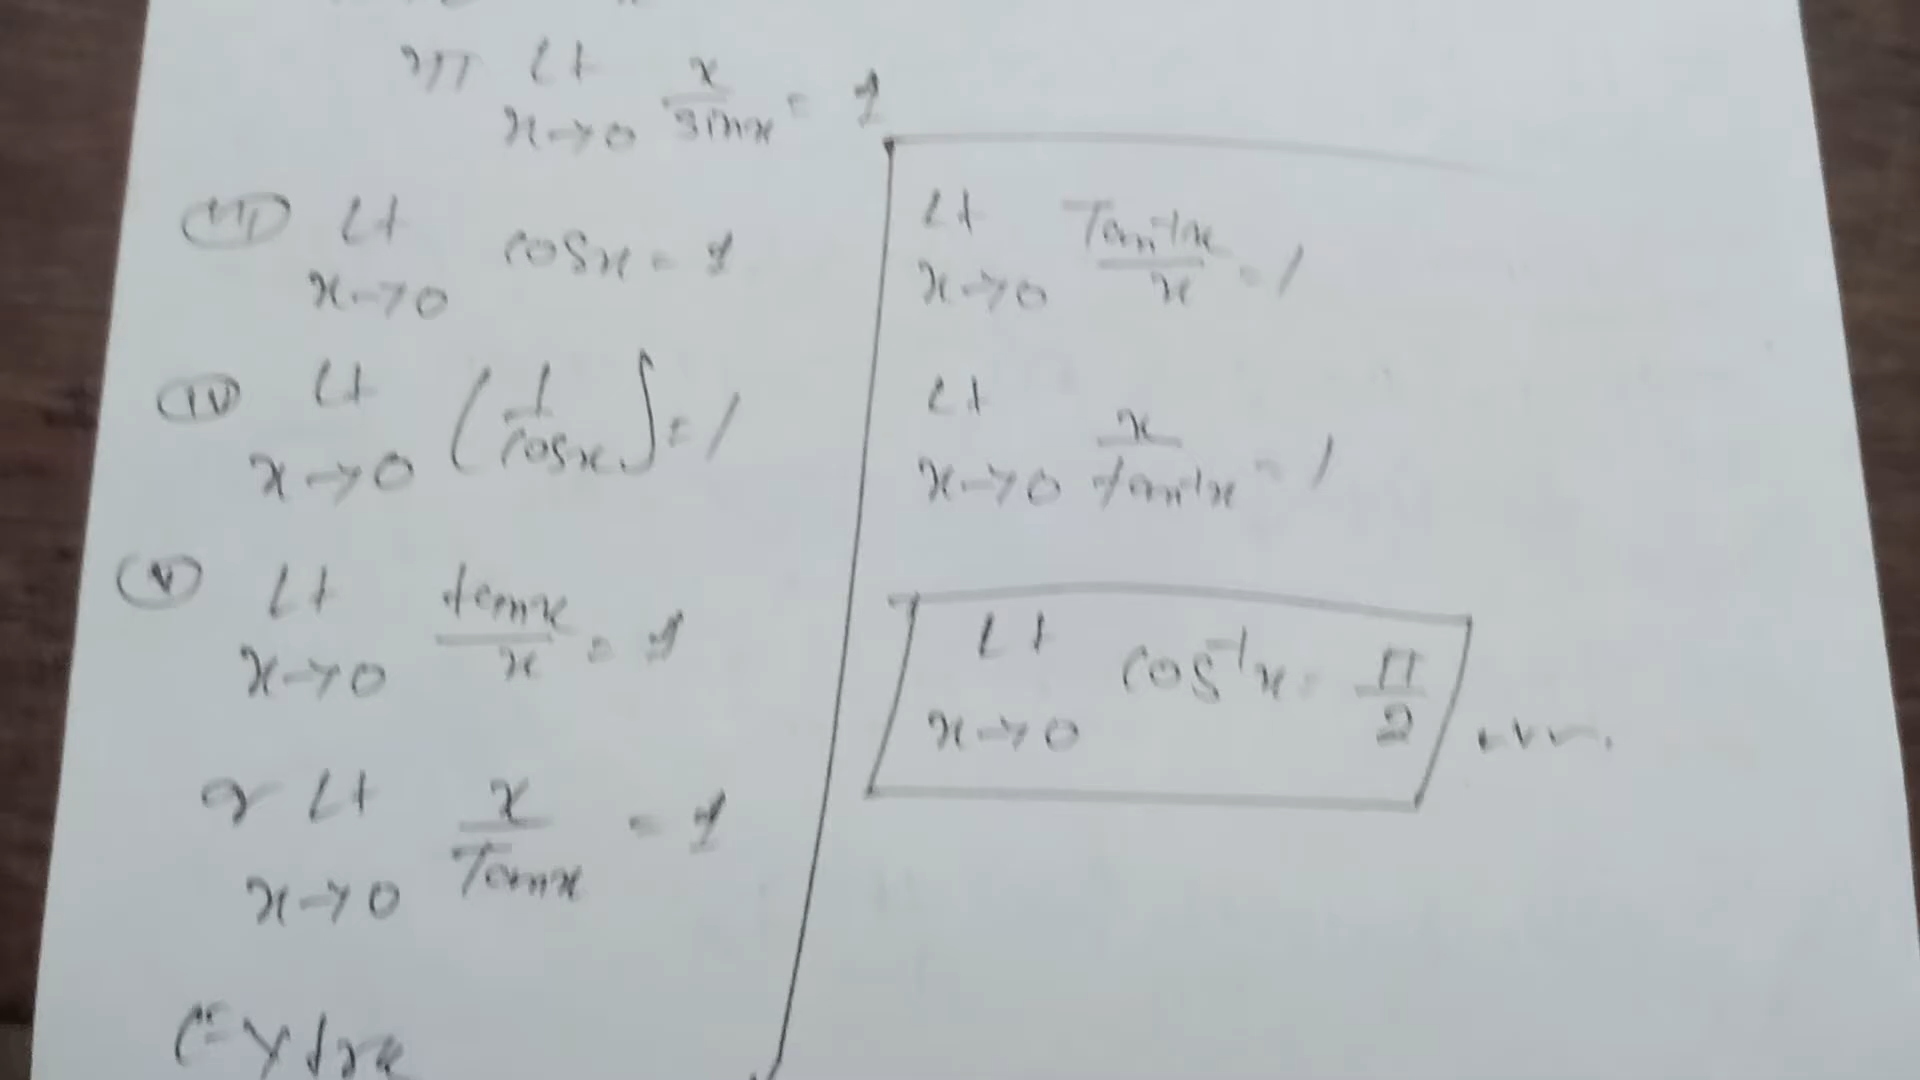 Lt x→0 x/sinx = 1
(iii) Lt x→0 cosx = 1
(iv) Lt x→0 (1/cosx) = 1
(v) Lt x→0 tanx/x = 1
Lt x→0 x/Tanx = 1
Lt x→0 Tan⁻¹x/x = 1
Lt x→0 x/tan⁻¹x = 1
Lt x→0 cos⁻¹x = π/2